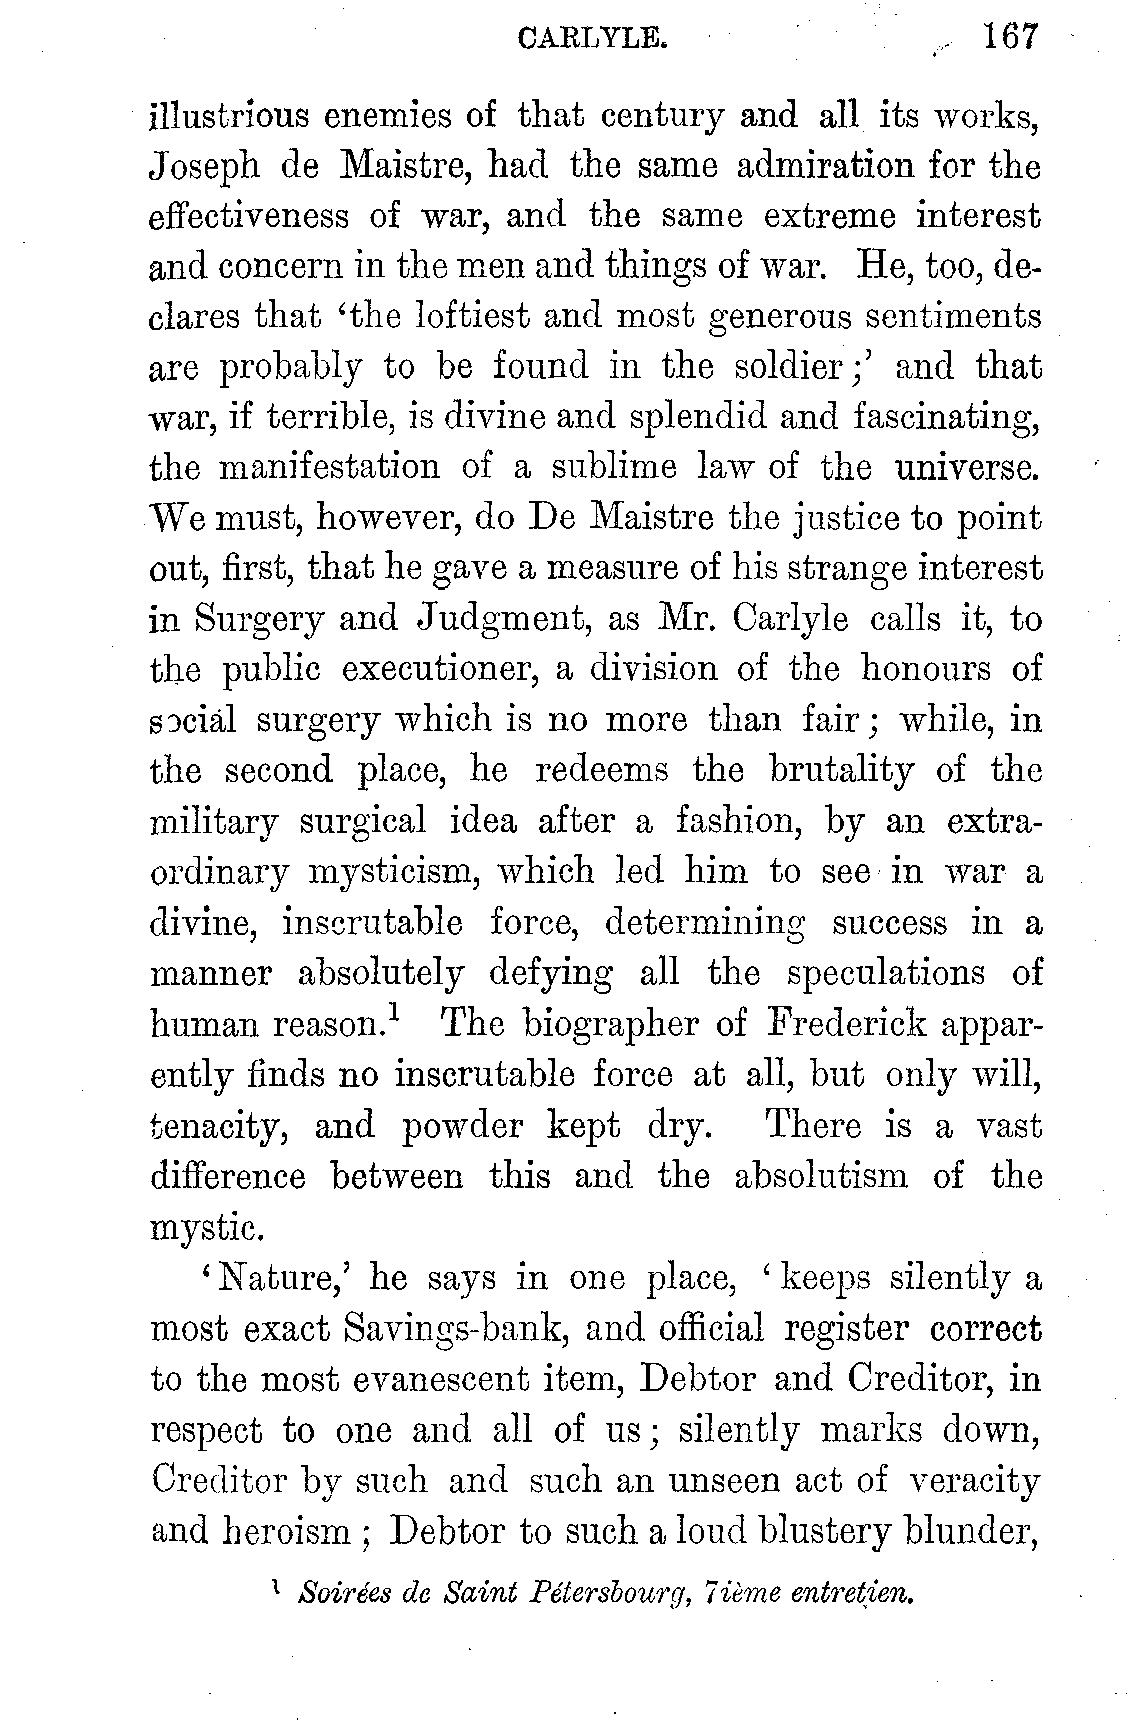 CARLYLE. 167
illustrious enemies of that century and all its works,
Joseph de Maistre, had the same admiration for the
effectiveness of war, and the same extreme interest
and concern in the men and things of war. He, too, de-
clares that ‘the loftiest and most generous sentiments
are probably to be found in the soldier;’ and that
war, if terrible, is divine and splendid and fascinating,
the manifestation of a sublime law of the universe.
We must, however, do De Maistre the justice to point
out, first, that he gave a measure of his strange interest
in Surgery and Judgment, as Mr. Carlyle calls it, to
the public executioner, a division of the honours of
social surgery which is no more than fair; while, in
the second place, he redeems the brutality of the
military surgical idea after a fashion, by an extra-
ordinary mysticism, which led him to see in war a
divine, inscrutable force, determining success in a
manner absolutely defying all the speculations of
human reason.¹ The biographer of Frederick appar-
ently finds no inscrutable force at all, but only will,
tenacity, and powder kept dry. There is a vast
difference between this and the absolutism of the
mystic.
‘Nature,’ he says in one place, ‘keeps silently a
most exact Savings-bank, and official register correct
to the most evanescent item, Debtor and Creditor, in
respect to one and all of us; silently marks down,
Creditor by such and such an unseen act of veracity
and heroism; Debtor to such a loud blustery blunder,
¹ Soirées de Saint Pétersbourg, 7ième entretien.